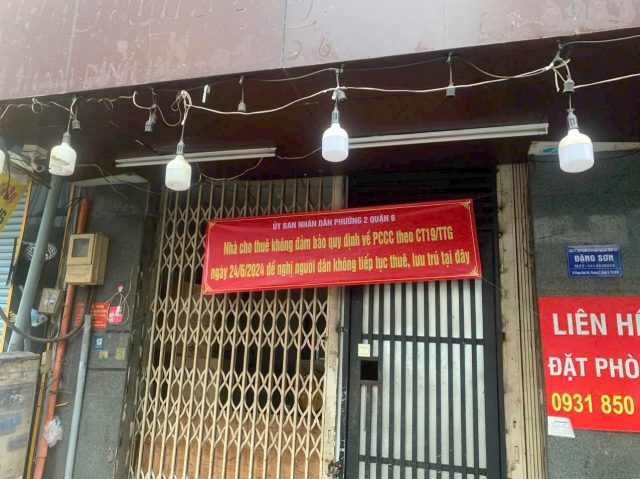 ỦY BAN NHÂN DÂN PHƯỜNG 2 QUẬN 6
Nhà cho thuê không đảm bảo quy định về PCCC theo CT19/TTG
ngày 24/6/2024 đề nghị người dân không tiếp tục thuê, lưu trú tại đây
ĐẶNG SƠN
LIÊN H
ĐẶT PHÒ
0931 850